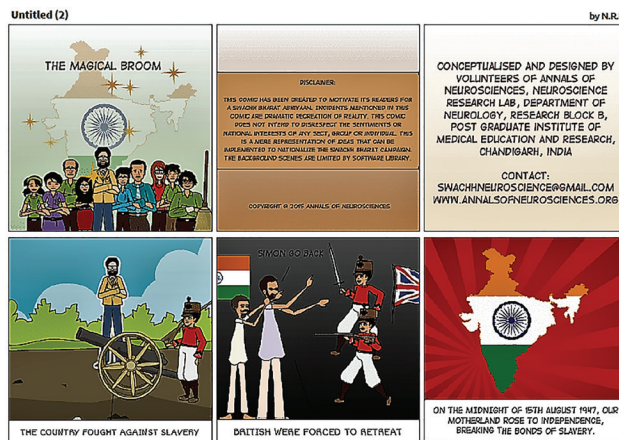 Untitled (2)
by N.R.
THE MAGICAL BROOM
DISCLAIMER:
THIS COMIC HAS BEEN CREATED TO MOTIVATE IT'S READERS FOR
A SWACHH BHARAT ABHIYAAN. INCIDENTS MENTIONED IN THIS
COMIC ARE DRAMATIC RECREATION OF REALITY. THIS COMIC
DOES NOT INTEND TO DISRESPECT THE SENTIMENTS OR
NATIONAL INTERESTS OF ANY SECT, GROUP OR INDIVIDUAL. THIS
IS A MERE REPRESENTATION OF IDEAS THAT CAN BE
IMPLEMENTED TO NATIONALIZE THE SWACHH BHARAT CAMPAIGN.
THE BACKGROUND SCENES ARE LIMITED BY SOFTWARE LIBRARY.
COPYRIGHT @ 2015 ANNALS OF NEUROSCIENCES
CONCEPTUALISED AND DESIGNED BY
VOLUNTEERS OF ANNALS OF
NEUROSCIENCES, NEUROSCIENCE
RESEARCH LAB, DEPARTMENT OF
NEUROLOGY, RESEARCH BLOCK B,
POST GRADUATE INSTITUTE OF
MEDICAL EDUCATION AND RESEARCH,
CHANDIGARH, INDIA
CONTACT:
SWACHHNEUROSCIENCE@GMAIL.COM
WWW.ANNALSOFNEUROSCIENCES.ORG
THE COUNTRY FOUGHT AGAINST SLAVERY
SIMON GO BACK
BRITISH WERE FORCED TO RETREAT
ON THE MIDNIGHT OF 15TH AUGUST 1947, OUR
MOTHERLAND ROSE TO INDEPENDENCE,
BREAKING THE BONDS OF SLAVERY.